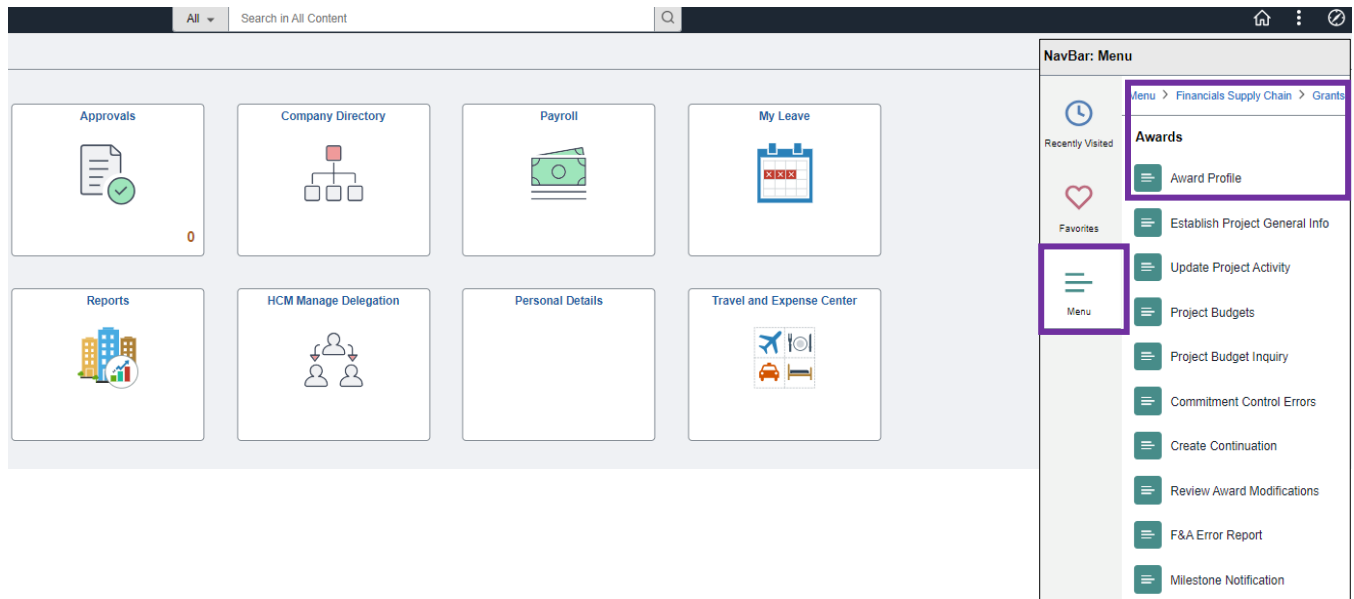 All
Search in All Content
NavBar: Menu
Menu > Financials Supply Chain > Grants
Recently Visited
Favorites
Menu
Awards
Award Profile
Establish Project General Info
Update Project Activity
Project Budgets
Project Budget Inquiry
Commitment Control Errors
Create Continuation
Review Award Modifications
F&A Error Report
Milestone Notification
Approvals
0
Company Directory
Payroll
My Leave
XXX
Reports
HCM Manage Delegation
Personal Details
Travel and Expense Center